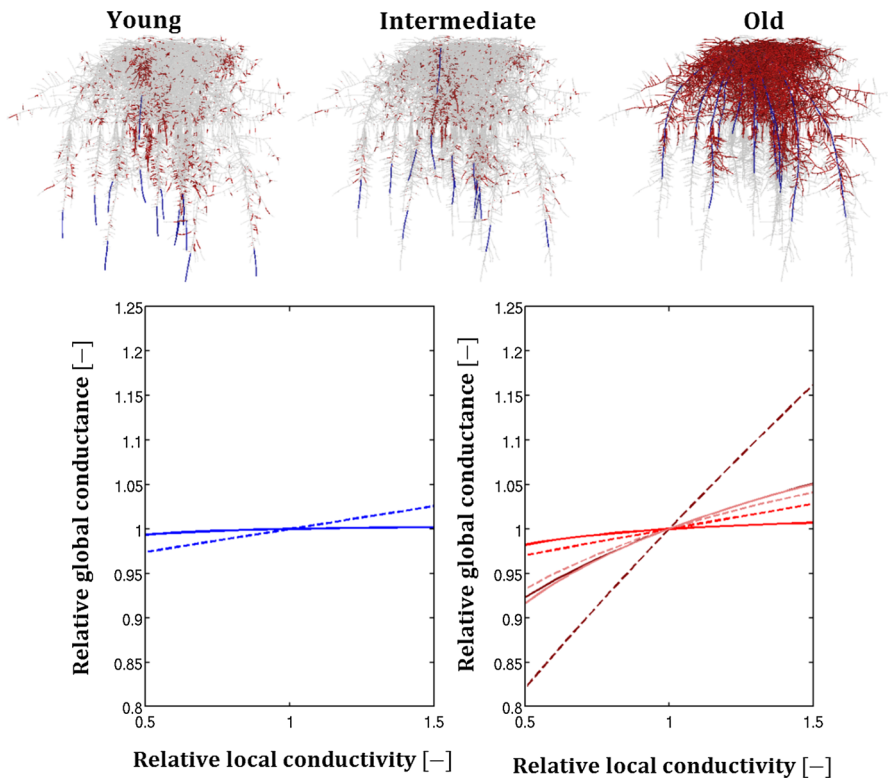 Young Intermediate Old
1.25 1.25
1.2 1.2
1.15 1.15
1.1 1.1
1.05 1.05
1 1
0.95 0.95
0.9 0.9
0.85 0.85
0.8 0.8
Relative global conductance [−]
Relative global conductance [−]
0.5 1 1.5 0.5 1 1.5
Relative local conductivity [−] Relative local conductivity [−]